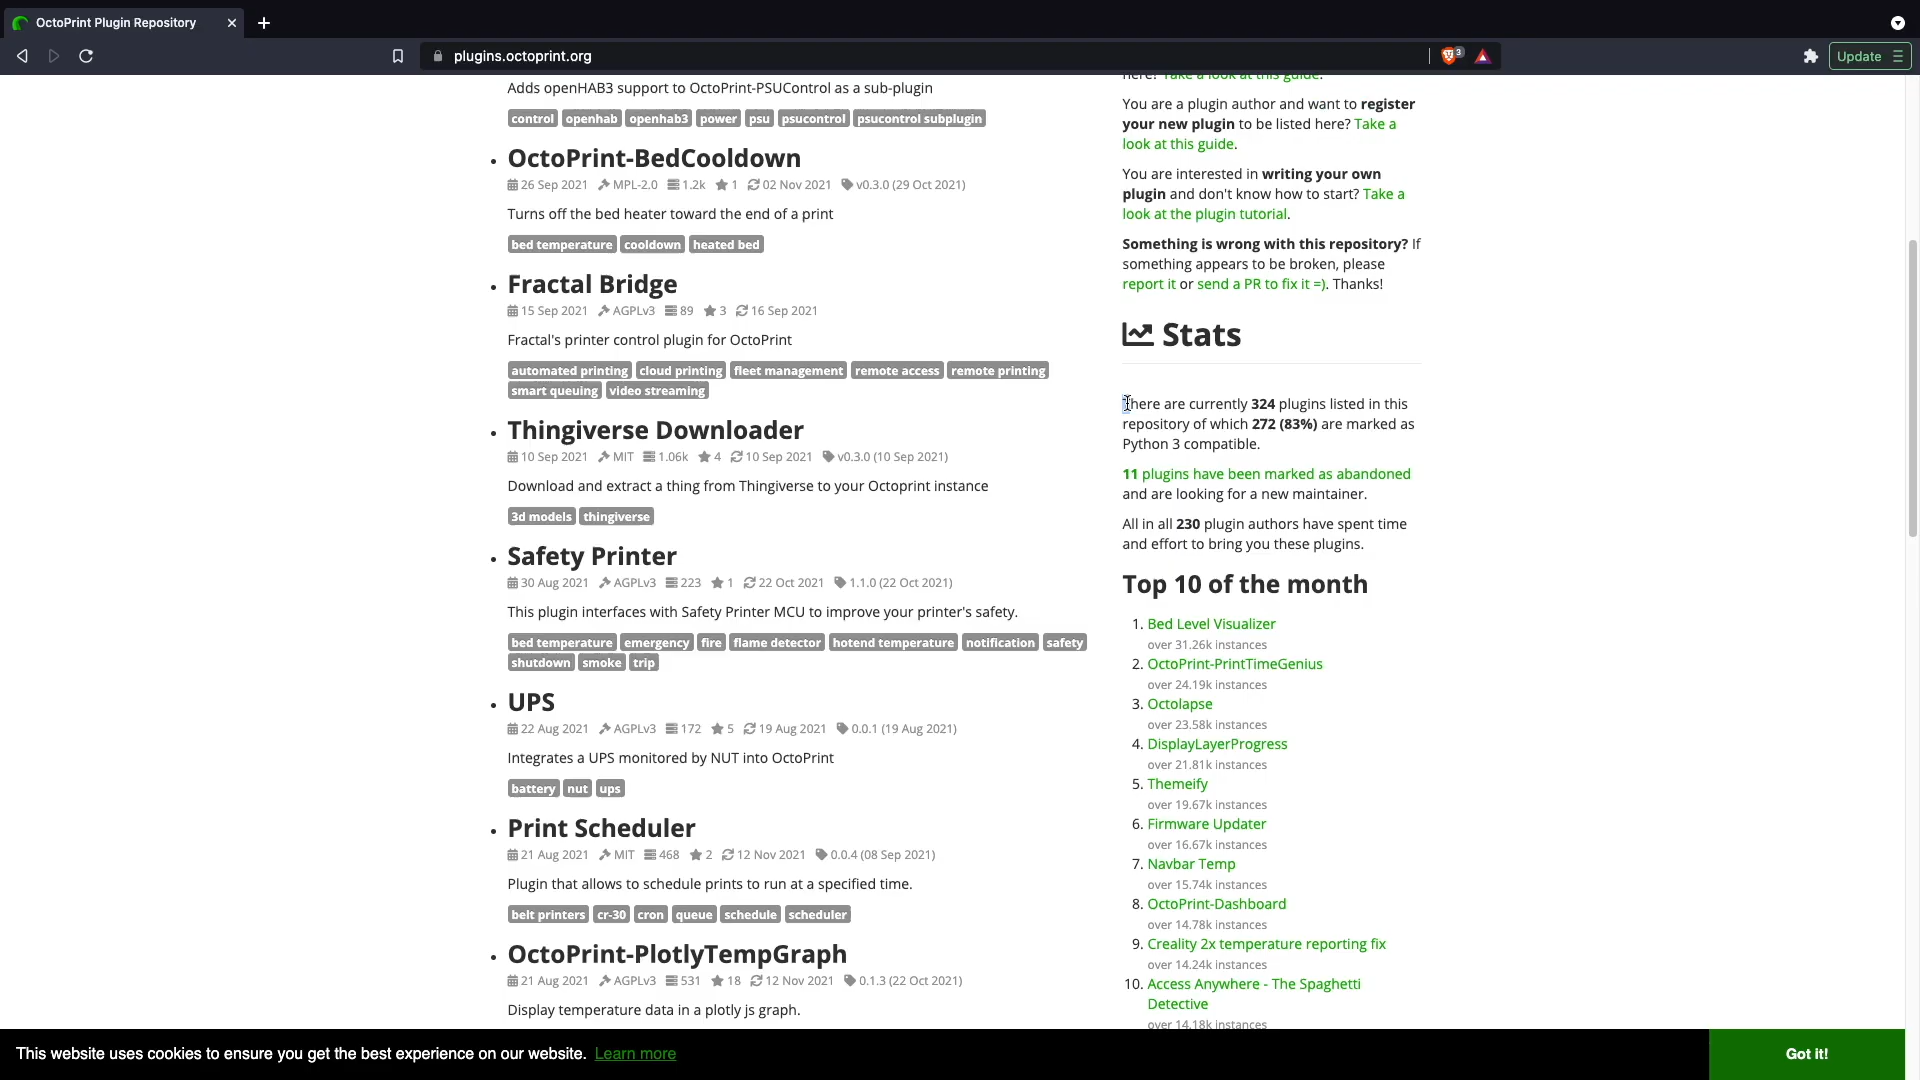 OctoPrint Plugin Repository
plugins.octoprint.org
3
Update
Adds openHAB3 support to OctoPrint-PSUControl as a sub-plugin
control openhab openhab3 power psu psucontrol psucontrol subplugin
OctoPrint-BedCooldown
26 Sep 2021 MPL-2.0 1.2k 1 02 Nov 2021 v0.3.0 (29 Oct 2021)
Turns off the bed heater toward the end of a print
bed temperature cooldown heated bed
Fractal Bridge
15 Sep 2021 AGPLv3 89 3 16 Sep 2021
Fractal's printer control plugin for OctoPrint
automated printing cloud printing fleet management remote access remote printing
smart queuing video streaming
Thingiverse Downloader
10 Sep 2021 MIT 1.06k 4 10 Sep 2021 v0.3.0 (10 Sep 2021)
Download and extract a thing from Thingiverse to your Octoprint instance
3d models thingiverse
Safety Printer
30 Aug 2021 AGPLv3 223 1 22 Oct 2021 1.1.0 (22 Oct 2021)
This plugin interfaces with Safety Printer MCU to improve your printer's safety.
bed temperature emergency fire flame detector hotend temperature notification safety
shutdown smoke trip
UPS
22 Aug 2021 AGPLv3 172 5 19 Aug 2021 0.0.1 (19 Aug 2021)
Integrates a UPS monitored by NUT into OctoPrint
battery nut ups
Print Scheduler
21 Aug 2021 MIT 468 2 12 Nov 2021 0.0.4 (08 Sep 2021)
Plugin that allows to schedule prints to run at a specified time.
belt printers cr-30 cron queue schedule scheduler
OctoPrint-PlotlyTempGraph
21 Aug 2021 AGPLv3 531 18 12 Nov 2021 0.1.3 (22 Oct 2021)
Display temperature data in a plotly js graph.
here? Take a look at this guide.
You are a plugin author and want to register
your new plugin to be listed here? Take a
look at this guide.
You are interested in writing your own
plugin and don't know how to start? Take a
look at the plugin tutorial.
Something is wrong with this repository? If
something appears to be broken, please
report it or send a PR to fix it =). Thanks!
Stats
There are currently 324 plugins listed in this
repository of which 272 (83%) are marked as
Python 3 compatible.
11 plugins have been marked as abandoned
and are looking for a new maintainer.
All in all 230 plugin authors have spent time
and effort to bring you these plugins.
Top 10 of the month
1. Bed Level Visualizer
over 31.26k instances
2. OctoPrint-PrintTimeGenius
over 24.19k instances
3. Octolapse
over 23.58k instances
4. DisplayLayerProgress
over 21.81k instances
5. Themeify
over 19.67k instances
6. Firmware Updater
over 16.67k instances
7. Navbar Temp
over 15.74k instances
8. OctoPrint-Dashboard
over 14.78k instances
9. Creality 2x temperature reporting fix
over 14.24k instances
10. Access Anywhere - The Spaghetti
Detective
over 14.18k instances
This website uses cookies to ensure you get the best experience on our website. Learn more
Got it!